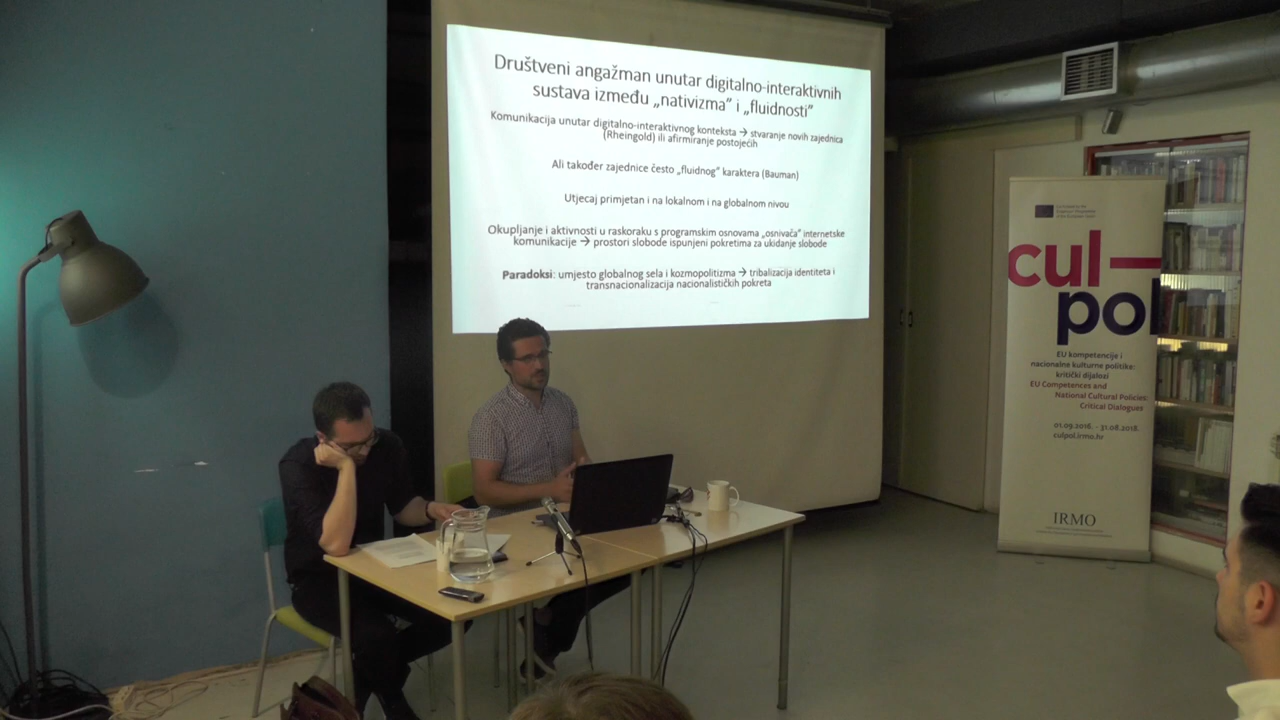 Društveni angažman unutar digitalno-interaktivnih
sustava između „nativizma” i „fluidnosti”
Komunikacija unutar digitalno-interaktivnog konteksta → stvaranje novih zajednica
(Rheingold) ili afirmiranje postojećih
Ali također zajednice često „fluidnog” karaktera (Bauman)
Utjecaj primjetan i na lokalnom i na globalnom nivou
Okupljanje i aktivnosti u raskoraku s programskim osnovama „osnivača” internetske
komunikacije → prostori slobode ispunjeni pokretima za ukidanje slobode
Paradoksi: umjesto globalnog sela i kozmopolitizma → tribalizacija identiteta i
transnacionalizacija nacionalističkih pokreta
cul—
pol
EU kompetencije i
nacionalne kulturne politike:
kritički dijalozi
EU Competences and
National Cultural Policies:
Critical Dialogues
01.09.2016. - 31.08.2018.
culpol.irmo.hr
IRMO